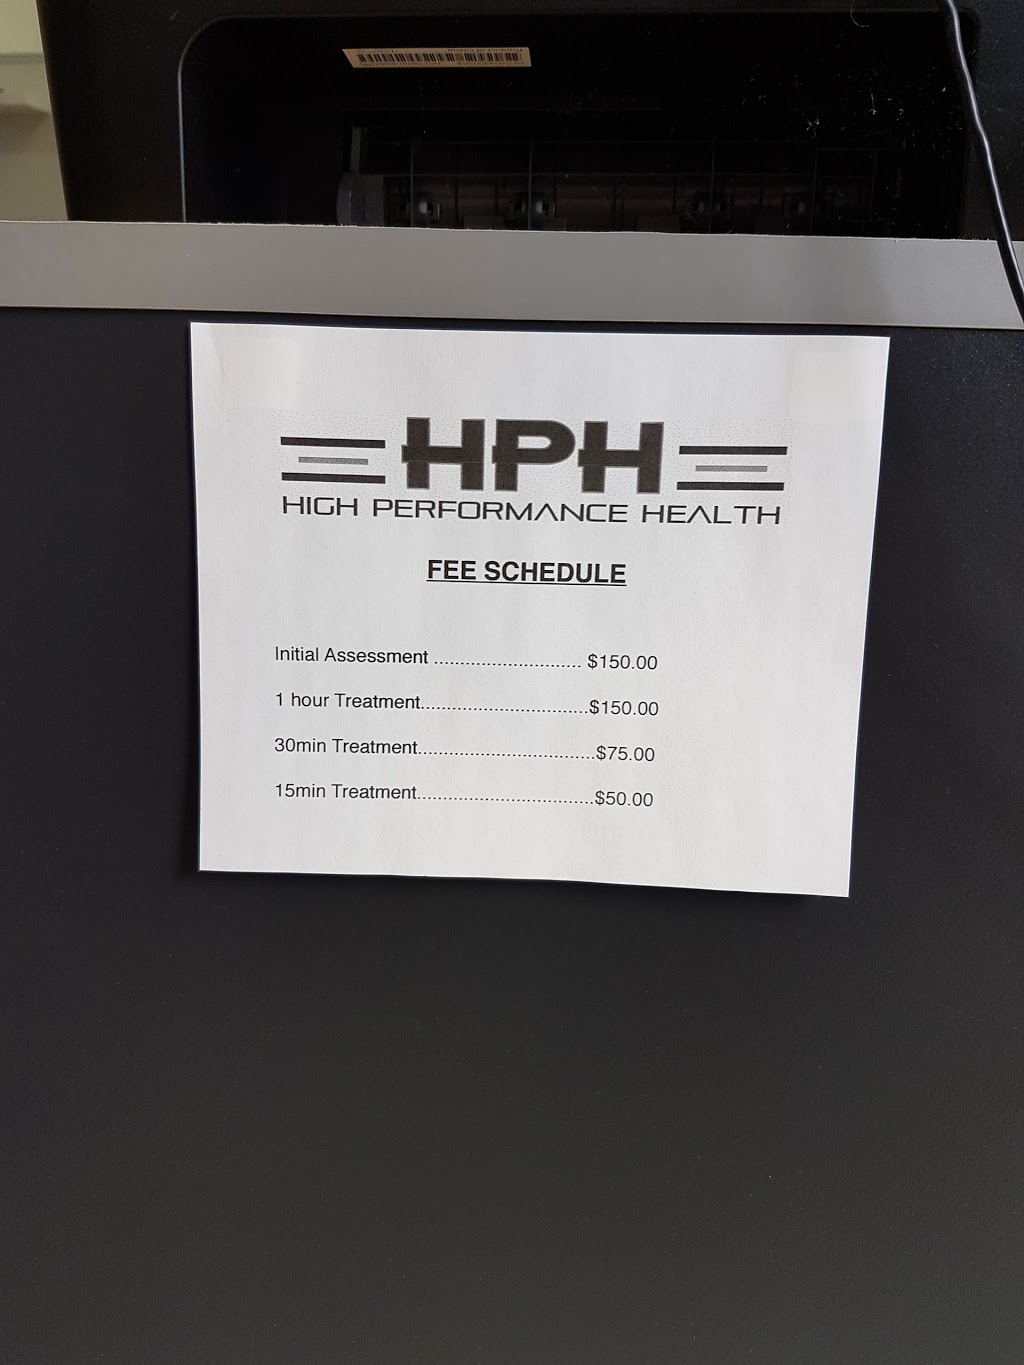 HPH
HIGH PERFORMANCE HEALTH
FEE SCHEDULE
Initial Assessment ............................ $150.00
1 hour Treatment................................$150.00
30min Treatment..................................$75.00
15min Treatment..................................$50.00